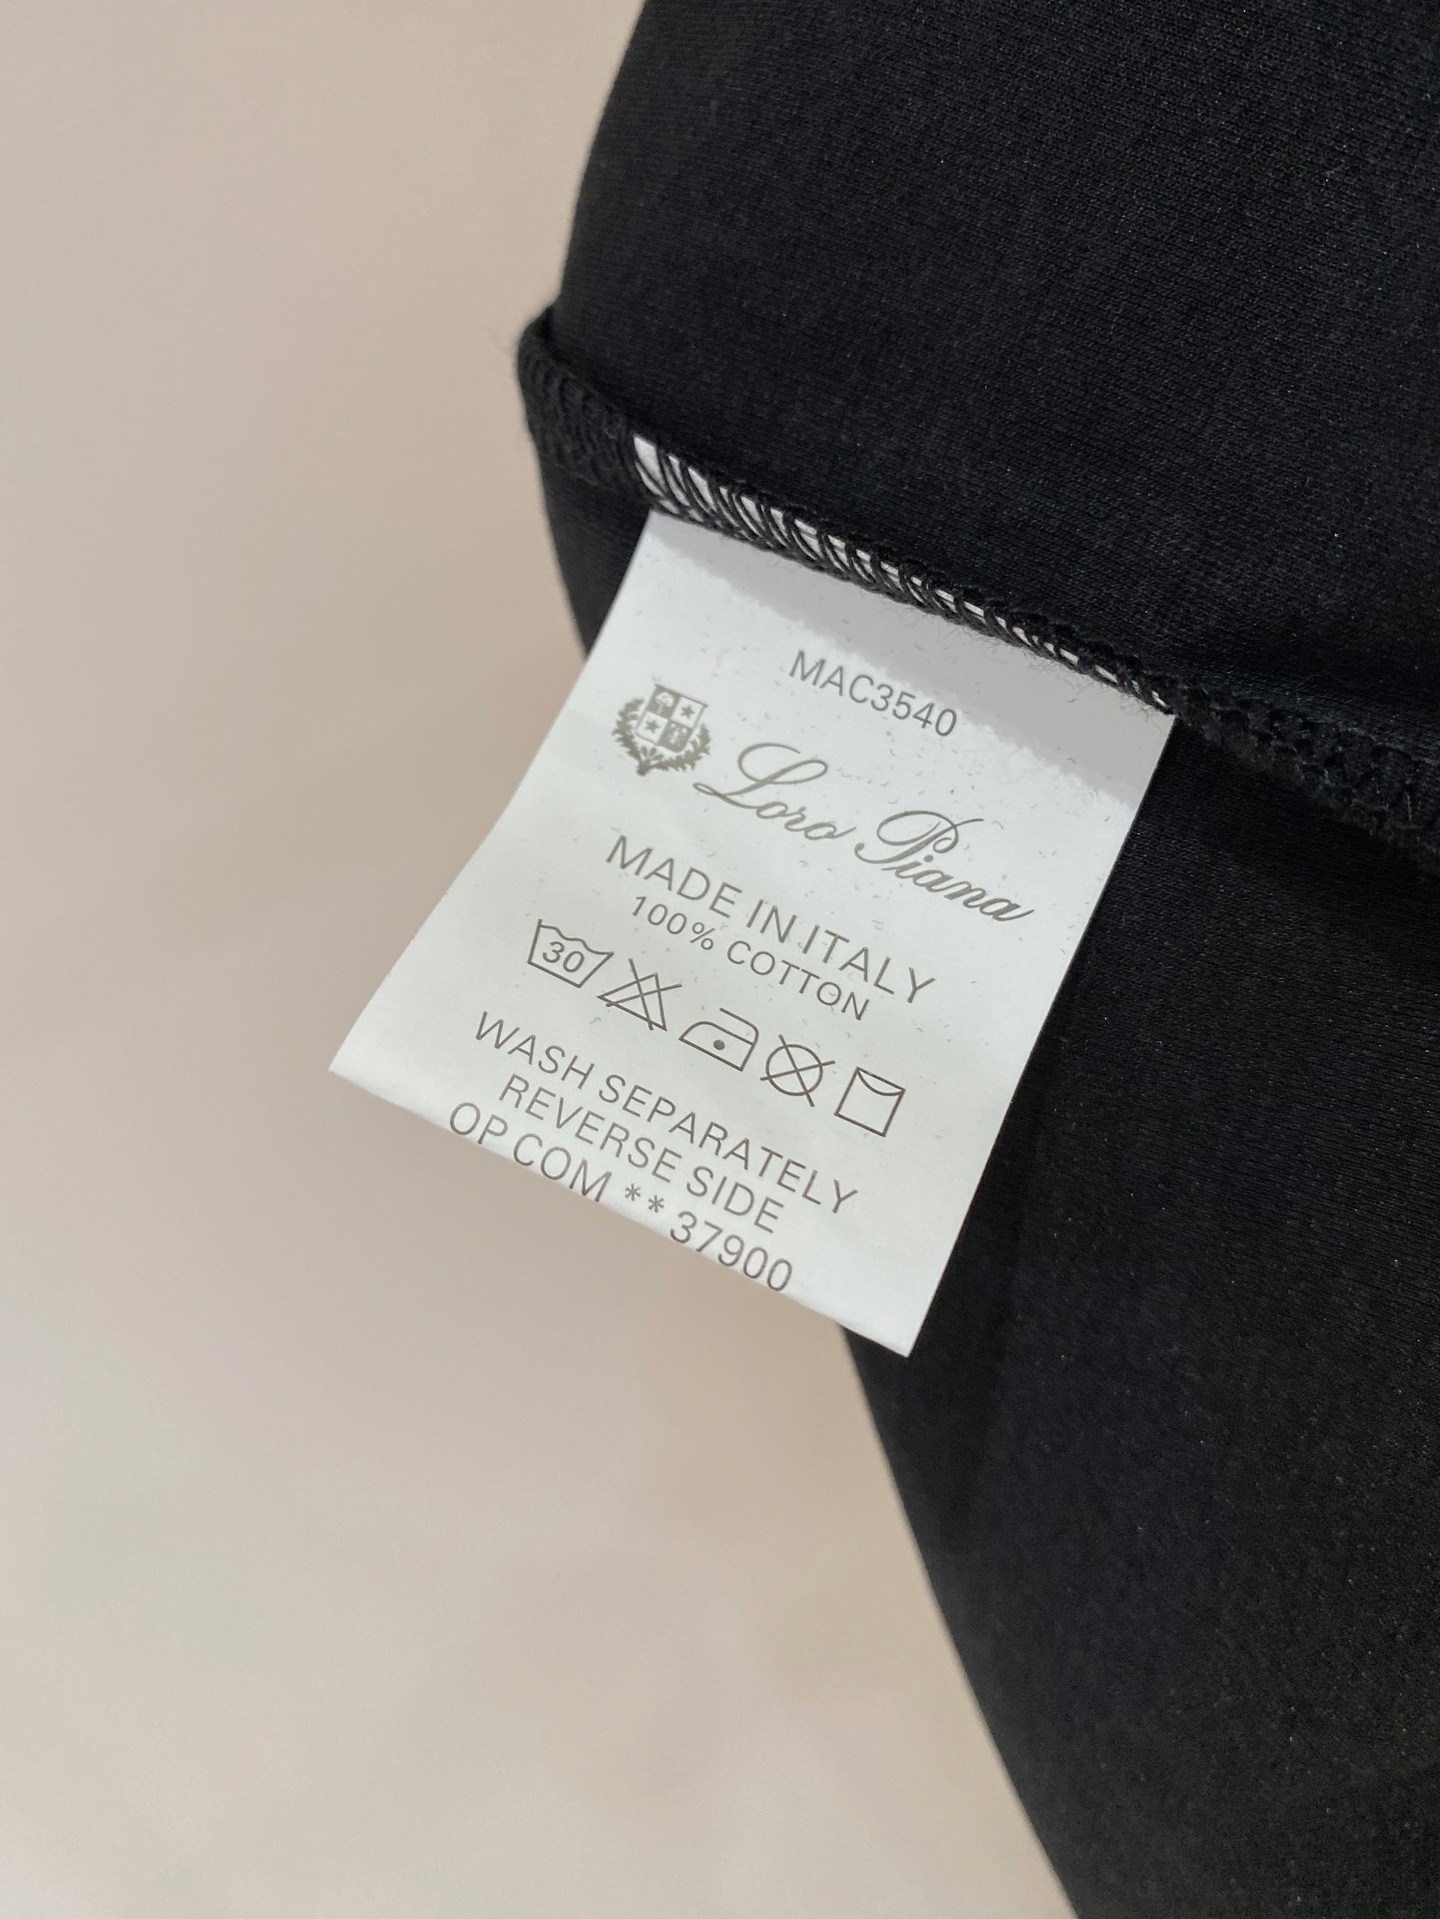 MAC3540
Loro Piana
MADE IN ITALY
100% COTTON
30
WASH SEPARATELY
REVERSE SIDE
OP COM ** 37900